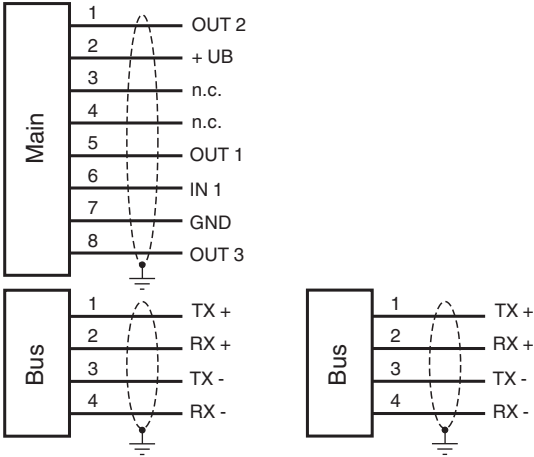 Main
1 OUT 2
2 + UB
3 n.c.
4 n.c.
5 OUT 1
6 IN 1
7 GND
8 OUT 3
Bus
1 TX +
2 RX +
3 TX -
4 RX -
Bus
1 TX +
2 RX +
3 TX -
4 RX -